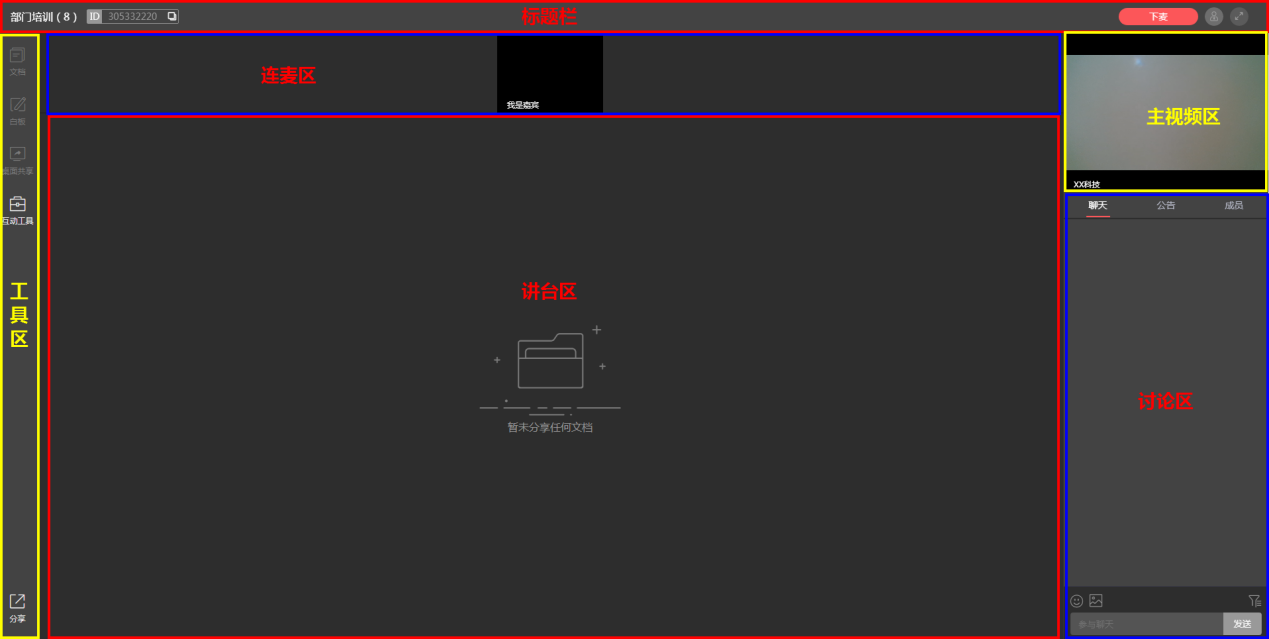 部门培训 ( 8 ) ID 305332220
标题栏
下麦
文档
白板
桌面共享
互动工具
工具区
分享
连麦区
我是嘉宾
讲台区
暂未分享任何文档
主视频区
XX科技
聊天 公告 成员
讨论区
参与聊天
发送